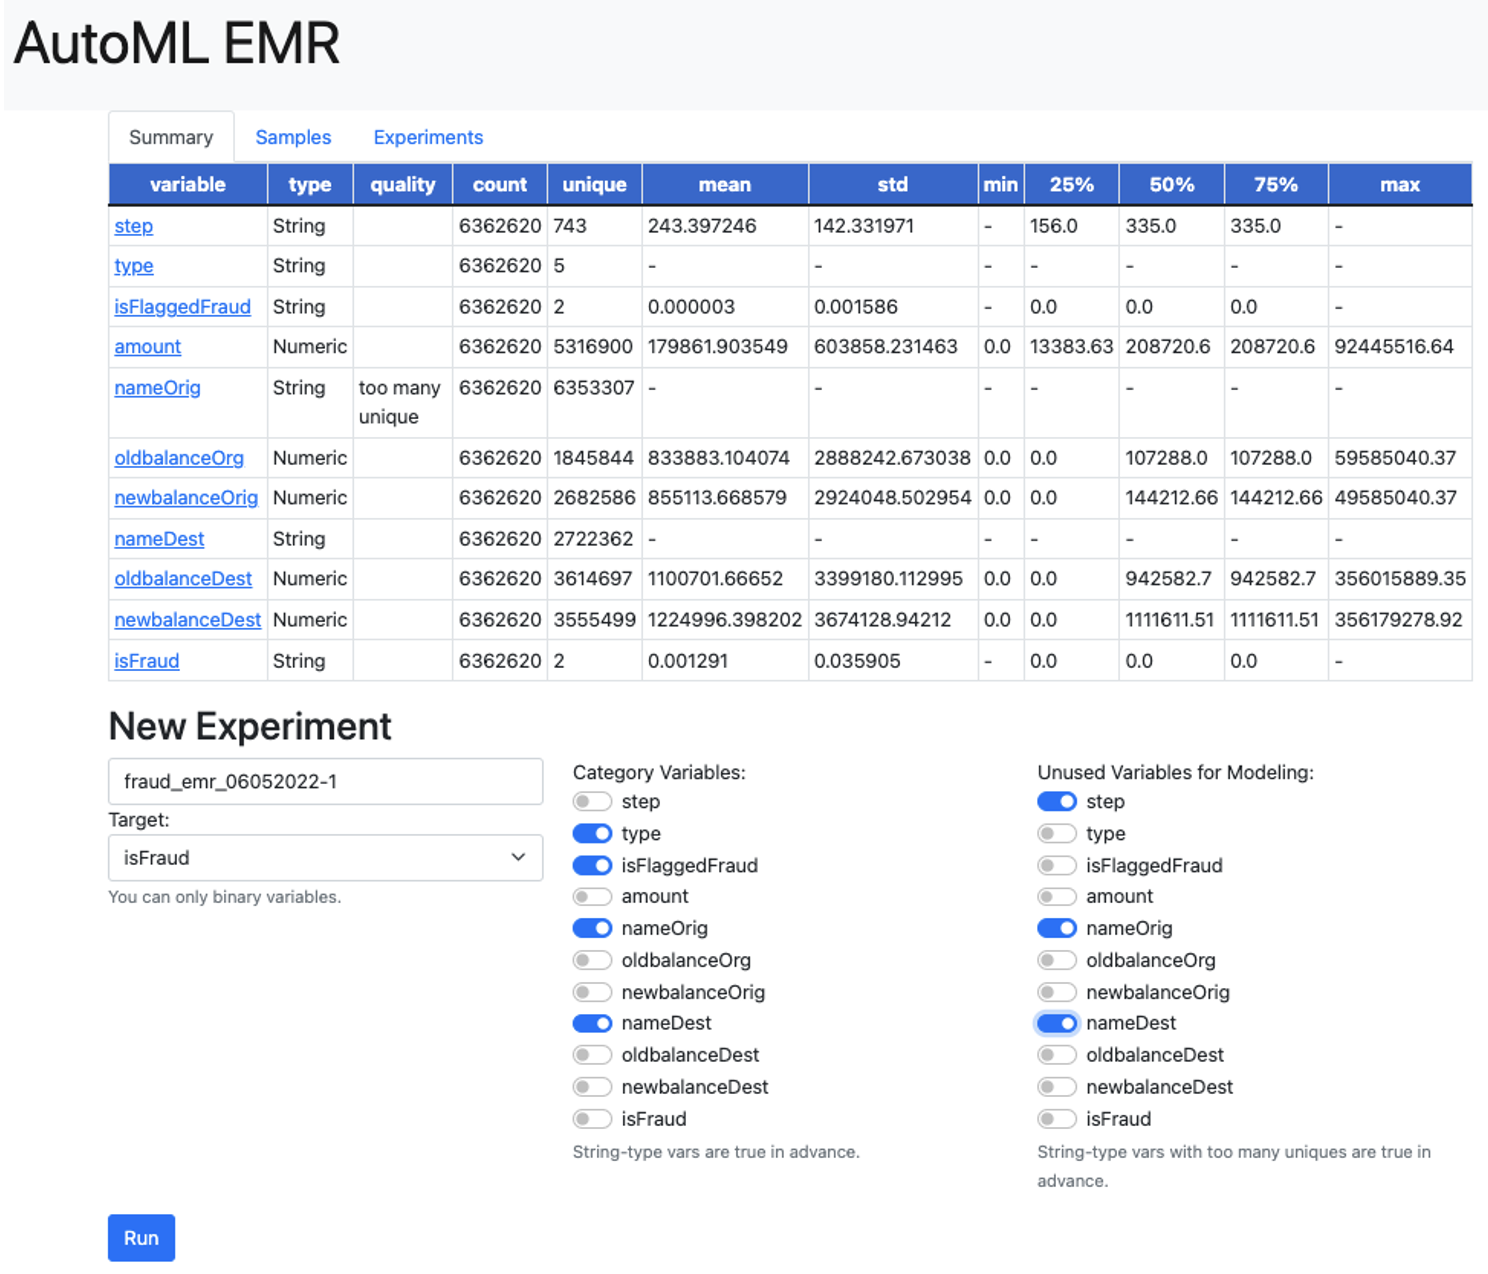 AutoML EMR
Summary Samples Experiments
variable type quality count unique mean std min 25% 50% 75% max
step String 6362620 743 243.397246 142.331971 - 156.0 335.0 335.0 -
type String 6362620 5 - - - - - - -
isFlaggedFraud String 6362620 2 0.000003 0.001586 - 0.0 0.0 0.0 -
amount Numeric 6362620 5316900 179861.903549 603858.231463 0.0 13383.63 208720.6 208720.6 92445516.64
nameOrig String too many 6362620 6353307 - - - - - - -
unique
oldbalanceOrg Numeric 6362620 1845844 833883.104074 2888242.673038 0.0 0.0 107288.0 107288.0 59585040.37
newbalanceOrig Numeric 6362620 2682586 855113.668579 2924048.502954 0.0 0.0 144212.66 144212.66 49585040.37
nameDest String 6362620 2722362 - - - - - - -
oldbalanceDest Numeric 6362620 3614697 1100701.66652 3399180.112995 0.0 0.0 942582.7 942582.7 356015889.35
newbalanceDest Numeric 6362620 3555499 1224996.398202 3674128.94212 0.0 0.0 1111611.51 1111611.51 356179278.92
isFraud String 6362620 2 0.001291 0.035905 - 0.0 0.0 0.0 -
New Experiment
fraud_emr_06052022-1
Target:
isFraud
You can only binary variables.
Category Variables:
step
type
isFlaggedFraud
amount
nameOrig
oldbalanceOrg
newbalanceOrig
nameDest
oldbalanceDest
newbalanceDest
isFraud
String-type vars are true in advance.
Unused Variables for Modeling:
step
type
isFlaggedFraud
amount
nameOrig
oldbalanceOrg
newbalanceOrig
nameDest
oldbalanceDest
newbalanceDest
isFraud
String-type vars with too many uniques are true in
advance.
Run